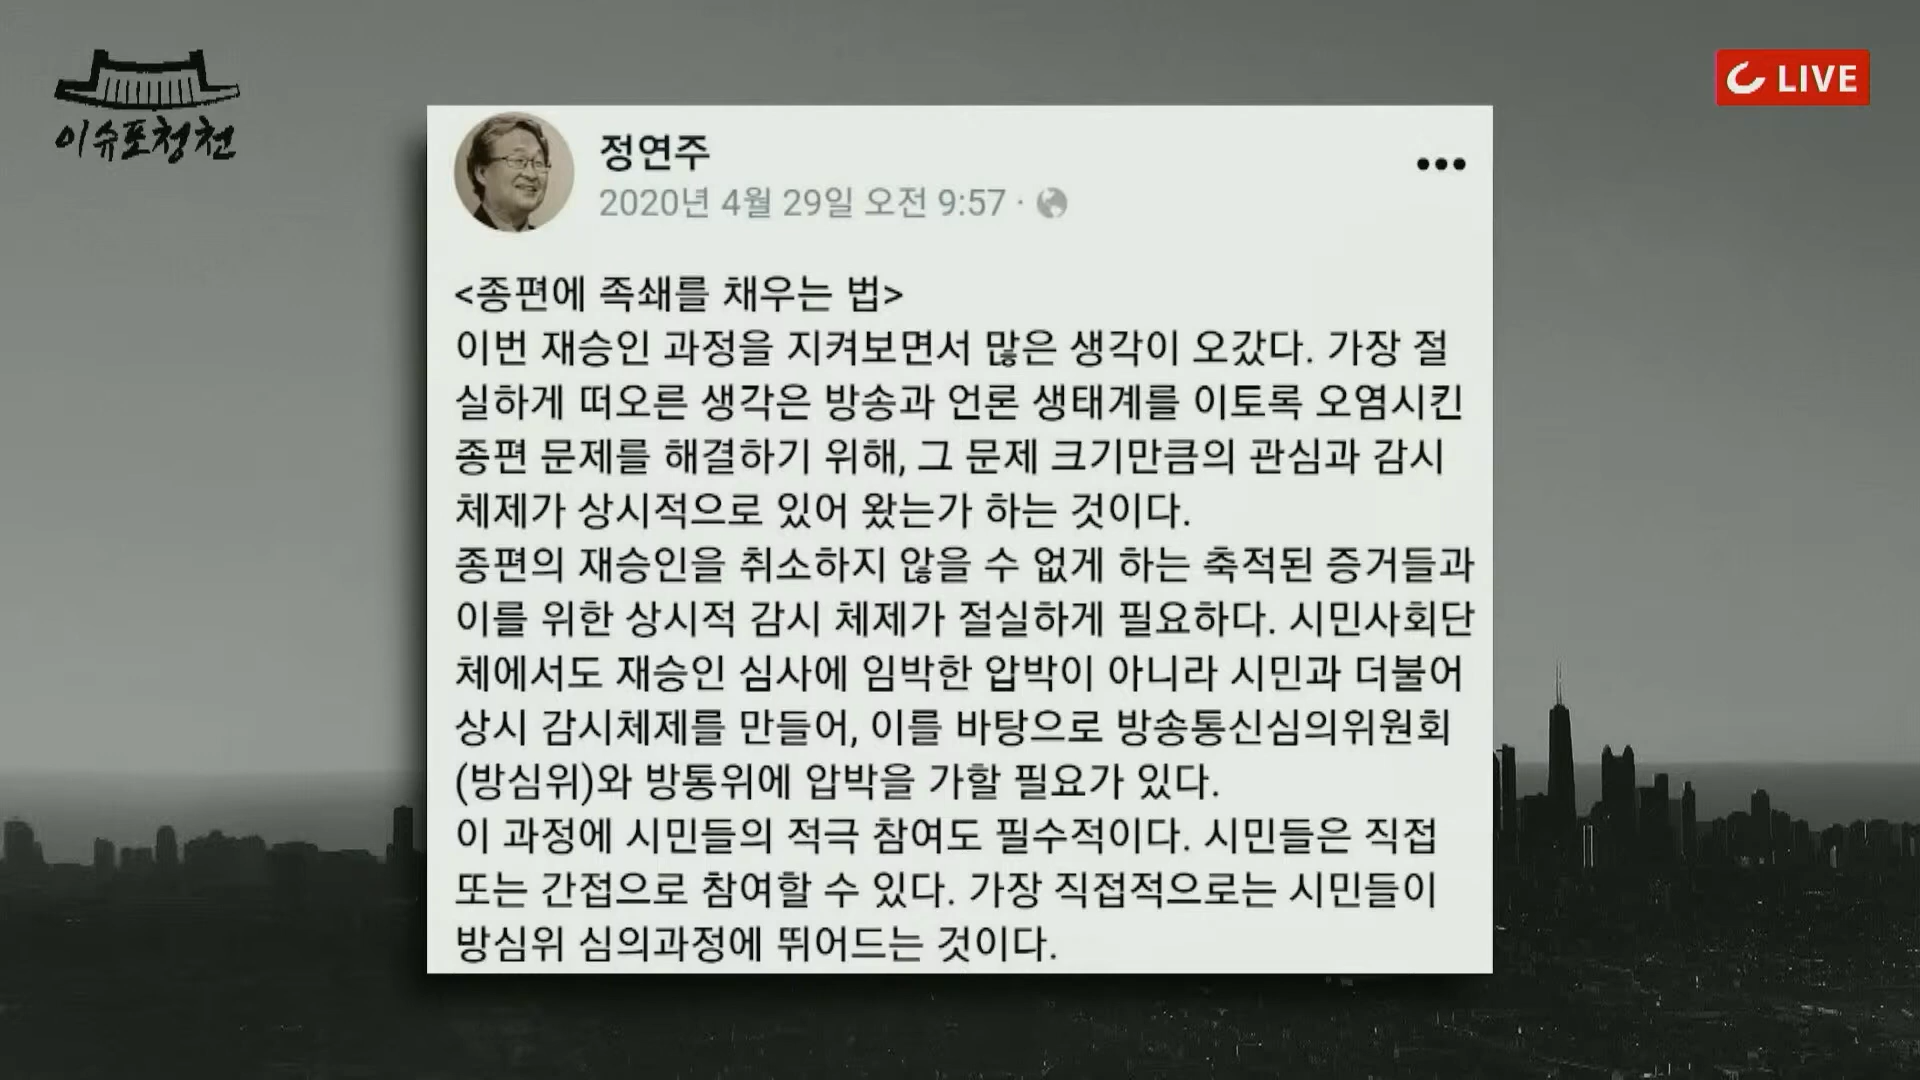 이슈포청천
LIVE
정연주
2020년 4월 29일 오전 9:57 ·
<종편에 족쇄를 채우는 법>
이번 재승인 과정을 지켜보면서 많은 생각이 오갔다. 가장 절
실하게 떠오른 생각은 방송과 언론 생태계를 이토록 오염시킨
종편 문제를 해결하기 위해, 그 문제 크기만큼의 관심과 감시
체제가 상시적으로 있어 왔는가 하는 것이다.
종편의 재승인을 취소하지 않을 수 없게 하는 축적된 증거들과
이를 위한 상시적 감시 체제가 절실하게 필요하다. 시민사회단
체에서도 재승인 심사에 임박한 압박이 아니라 시민과 더불어
상시 감시체제를 만들어, 이를 바탕으로 방송통신심의위원회
(방심위)와 방통위에 압박을 가할 필요가 있다.
이 과정에 시민들의 적극 참여도 필수적이다. 시민들은 직접
또는 간접으로 참여할 수 있다. 가장 직접적으로는 시민들이
방심위 심의과정에 뛰어드는 것이다.